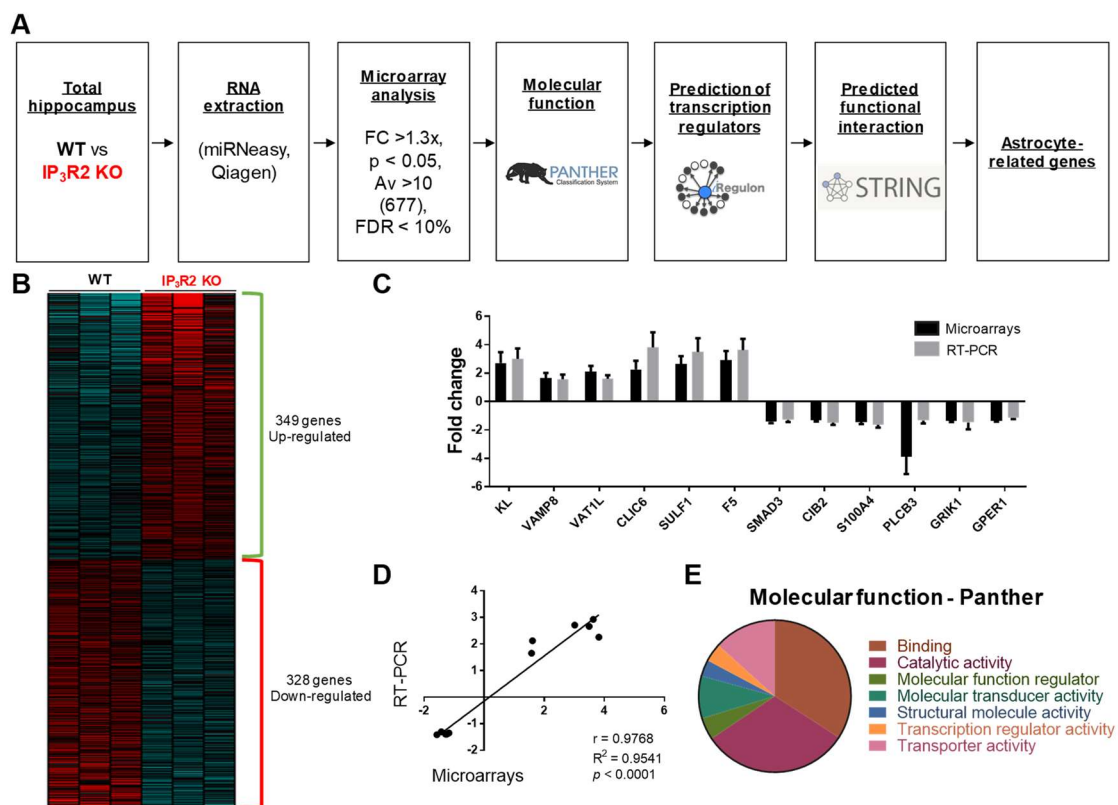 A
Total
hippocampus
WT vs
IP₃R2 KO
RNA
extraction
(miRNeasy,
Qiagen)
Microarray
analysis
FC >1.3x,
p < 0.05,
Av >10
(677),
FDR < 10%
Molecular
function
PANTHER
Classification System
Prediction of
transcription
regulators
iRegulon
Predicted
functional
interaction
STRING
Astrocyte-
related genes
B
WT
IP₃R2 KO
349 genes
Up-regulated
328 genes
Down-regulated
C
Fold change
6
4
2
0
-2
-4
-6
Microarrays
RT-PCR
KL
VAMP8
VAT1L
CLIC6
SULF1
F5
SMAD3
CIB2
S100A4
PLCB3
GRIK1
GPER1
D
RT-PCR
4
3
2
1
-1
-2
-2
2
4
6
Microarrays
r = 0.9768
R² = 0.9541
p < 0.0001
E
Molecular function - Panther
Binding
Catalytic activity
Molecular function regulator
Molecular transducer activity
Structural molecule activity
Transcription regulator activity
Transporter activity